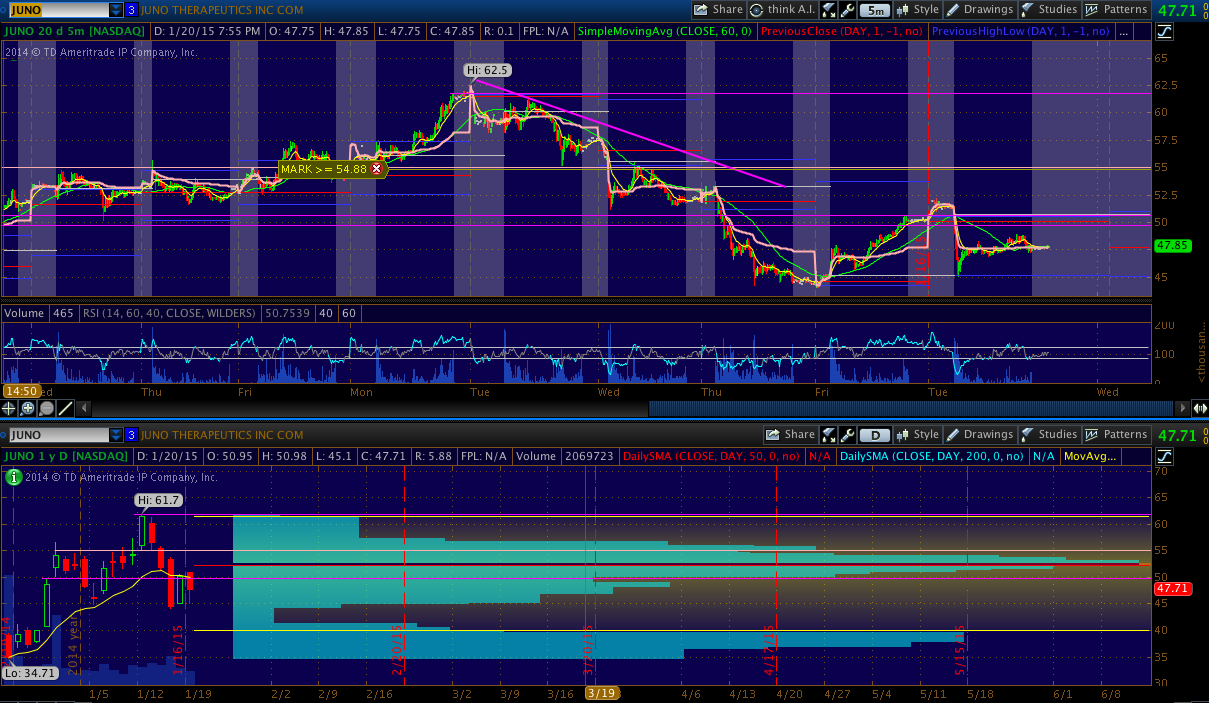 JUNO 3 JUNO THERAPEUTICS INC COM Share think A.I. 5m Style Drawings Studies Patterns 47.71
JUNO 20 d 5m [NASDAQ] D: 1/20/15 7:55 PM O: 47.75 H: 47.85 L: 47.75 C: 47.85 R: 0.1 FPL: N/A SimpleMovingAvg (CLOSE, 60, 0) PreviousClose (DAY, 1, -1, no) PreviousHighLow (DAY, 1, -1, no) ...
2014 © TD Ameritrade IP Company, Inc.
65
Hi: 62.5
62.5
60
57.5
MARK >= 54.88
55
52.5
50
47.85
45
1/16/15
Volume 465 RSI (14, 60, 40, CLOSE, WILDERS) 50.7539 40 60
200
100
0
<thousan...
14:50 ed Thu Fri Mon Tue Wed Thu Fri Tue Wed
JUNO 3 JUNO THERAPEUTICS INC COM Share D Style Drawings Studies Patterns 47.71
JUNO 1 y D [NASDAQ] D: 1/20/15 O: 50.95 H: 50.98 L: 45.1 C: 47.71 R: 5.88 FPL: N/A Volume 2069723 DailySMA (CLOSE, DAY, 50, 0, no) N/A DailySMA (CLOSE, DAY, 200, 0, no) N/A MovAvg...
2014 © TD Ameritrade IP Company, Inc.
70
65
Hi: 61.7
60
55
50
47.71
45
40
35
30
2014 year
1/16/15
2/20/15
3/20/15
4/17/15
5/15/15
Lo: 34.71
1/5 1/12 1/19 2/2 2/9 2/16 3/2 3/9 3/16 3/19 4/6 4/13 4/20 4/27 5/4 5/11 5/18 6/1 6/8